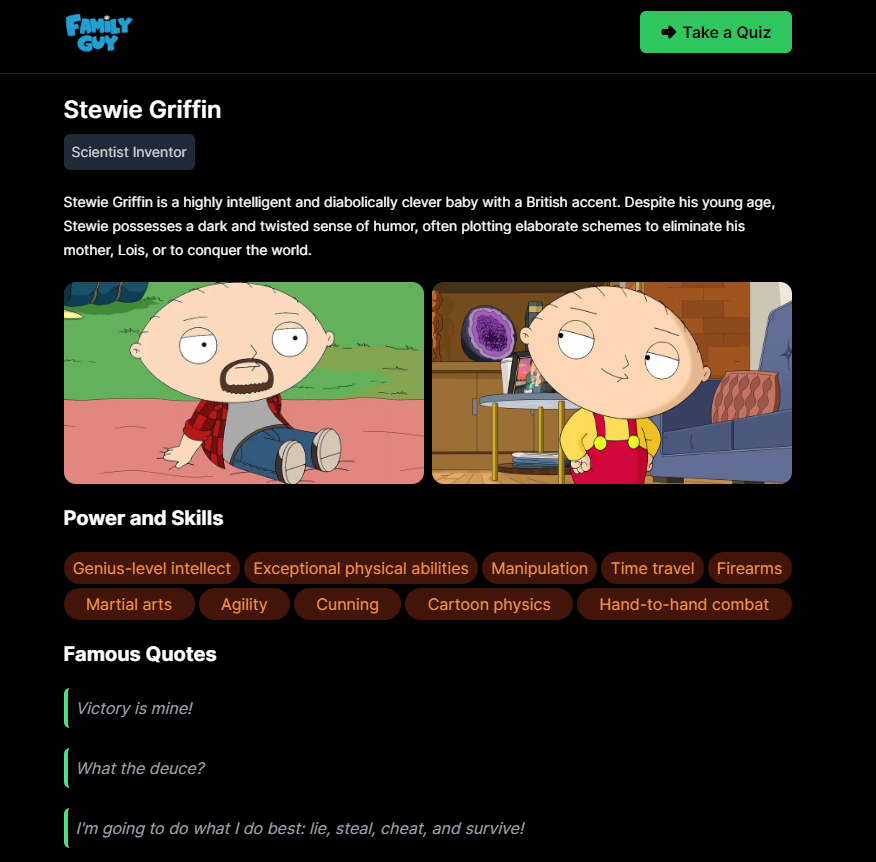 FAMILY
GUY
Take a Quiz
Stewie Griffin
Scientist Inventor
Stewie Griffin is a highly intelligent and diabolically clever baby with a British accent. Despite his young age,
Stewie possesses a dark and twisted sense of humor, often plotting elaborate schemes to eliminate his
mother, Lois, or to conquer the world.
Power and Skills
Genius-level intellect Exceptional physical abilities Manipulation Time travel Firearms
Martial arts Agility Cunning Cartoon physics Hand-to-hand combat
Famous Quotes
Victory is mine!
What the deuce?
I'm going to do what I do best: lie, steal, cheat, and survive!